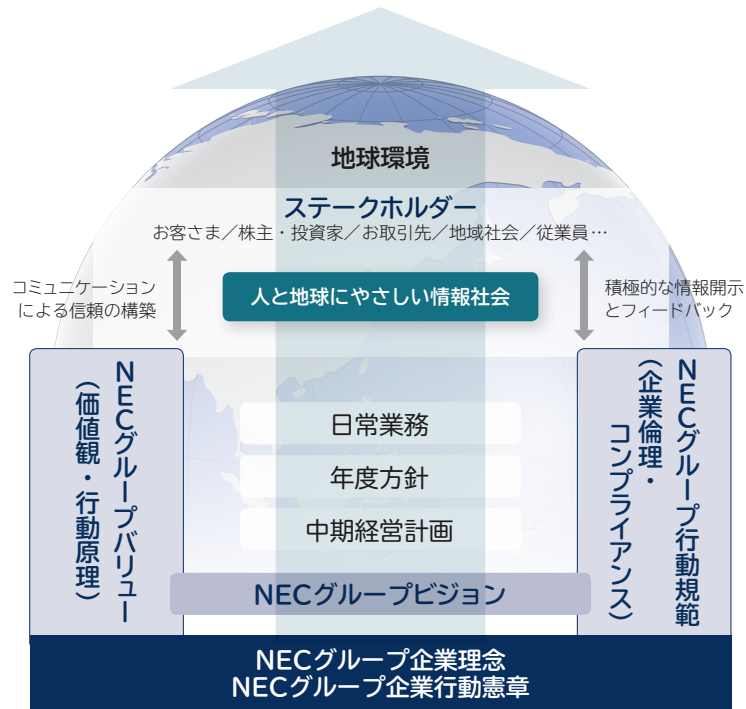 地球環境
ステークホルダー
お客さま／株主・投資家／お取引先／地域社会／従業員…
コミュニケーション
による信頼の構築
人と地球にやさしい情報社会
積極的な情報開示
とフィードバック
NECグループバリュー
（価値観・行動原理）
日常業務
年度方針
中期経営計画
NECグループビジョン
NECグループ行動規範
（企業倫理・
コンプライアンス）
NECグループ企業理念
NECグループ企業行動憲章